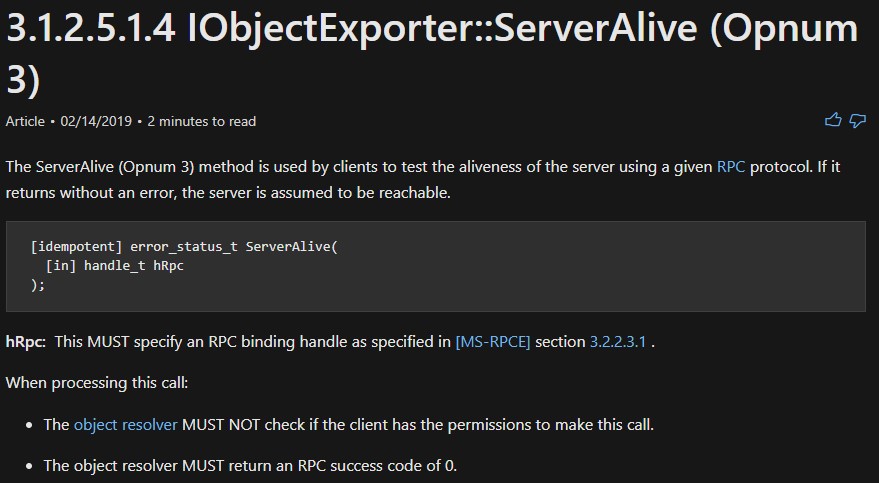 3.1.2.5.1.4 IObjectExporter::ServerAlive (Opnum
3)
Article • 02/14/2019 • 2 minutes to read
The ServerAlive (Opnum 3) method is used by clients to test the aliveness of the server using a given RPC protocol. If it
returns without an error, the server is assumed to be reachable.
[idempotent] error_status_t ServerAlive(
  [in] handle_t hRpc
);
hRpc: This MUST specify an RPC binding handle as specified in [MS-RPCE] section 3.2.2.3.1 .
When processing this call:
• The object resolver MUST NOT check if the client has the permissions to make this call.
• The object resolver MUST return an RPC success code of 0.